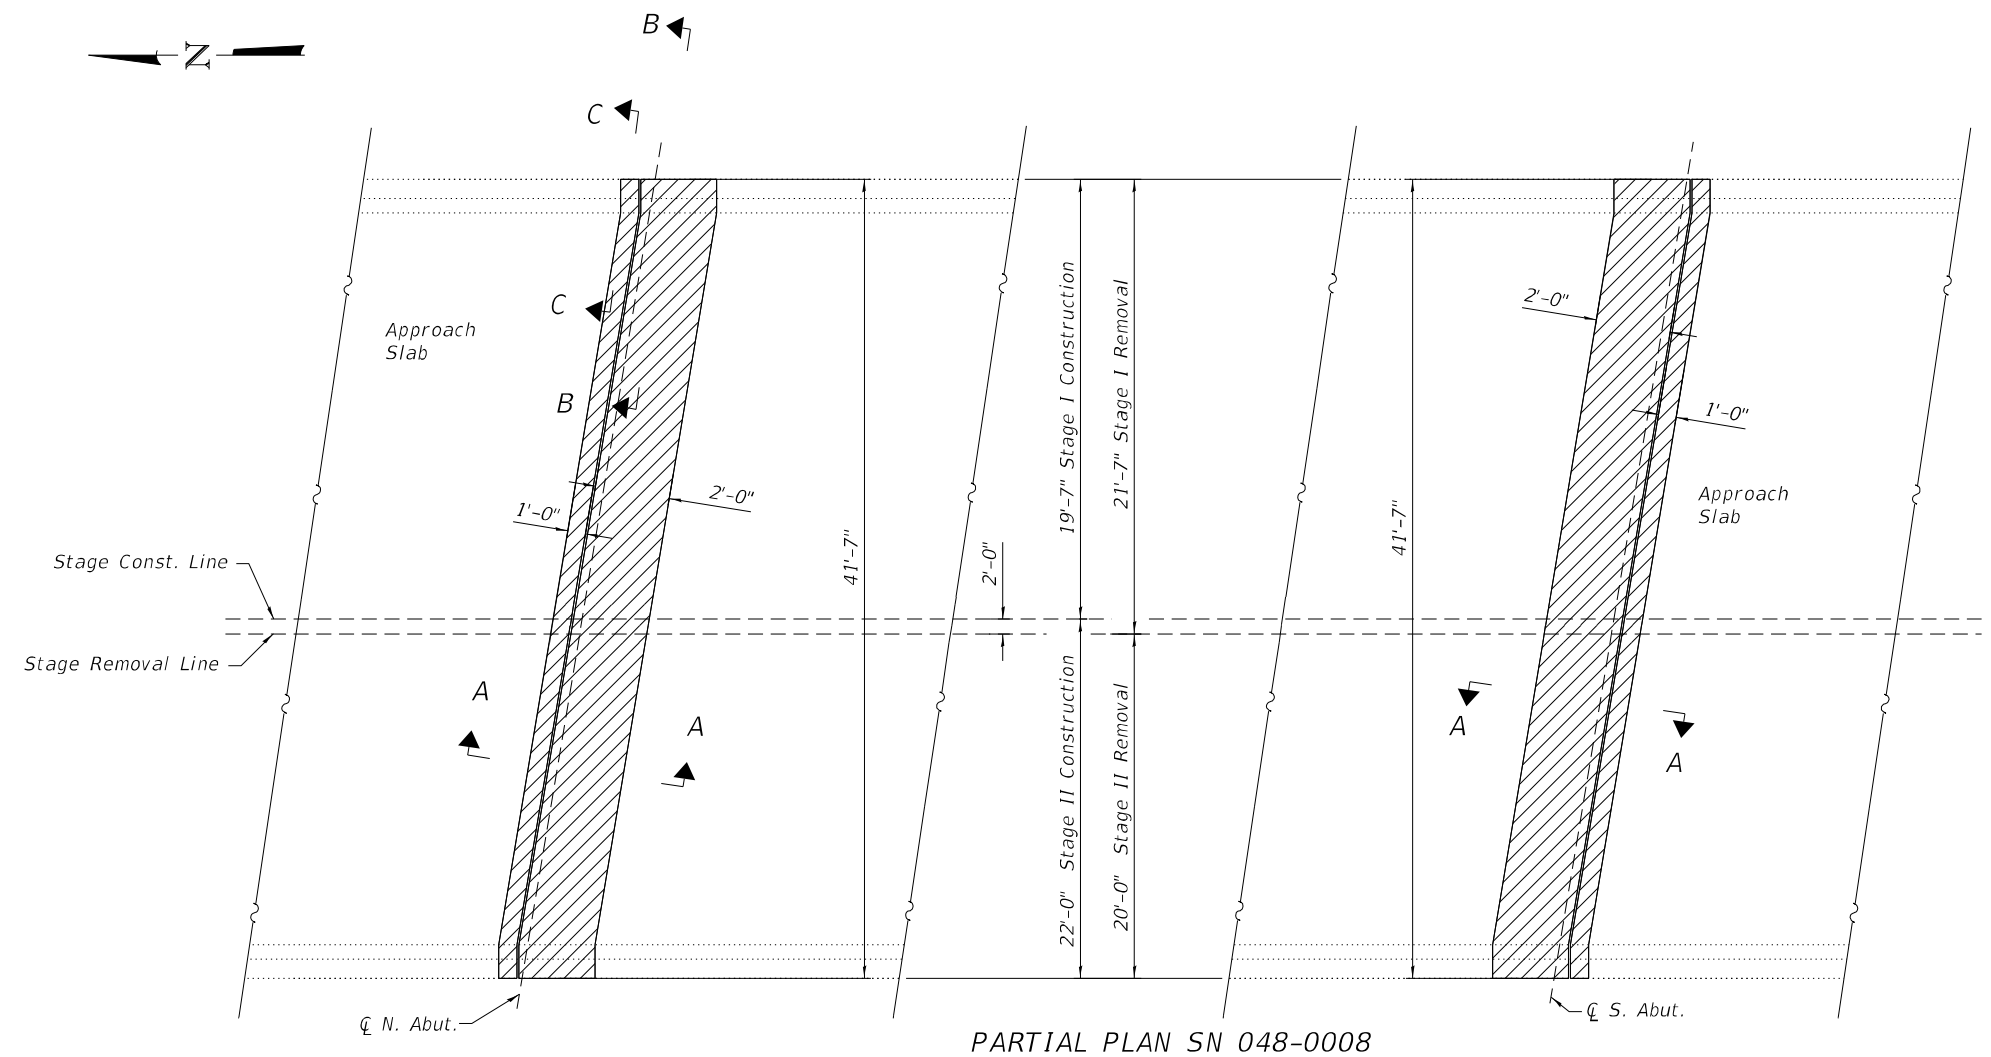 B
N
C
C
Approach
Slab
B
2'-0"
1'-0"
19'-7" Stage I Construction
21'-7" Stage I Removal
2'-0"
1'-0"
Approach
Slab
41'-7"
2'-0"
41'-7"
Stage Const. Line
Stage Removal Line
A
A
22'-0" Stage II Construction
20'-0" Stage II Removal
A
A
℄ N. Abut.
℄ S. Abut.
PARTIAL PLAN SN 048-0008